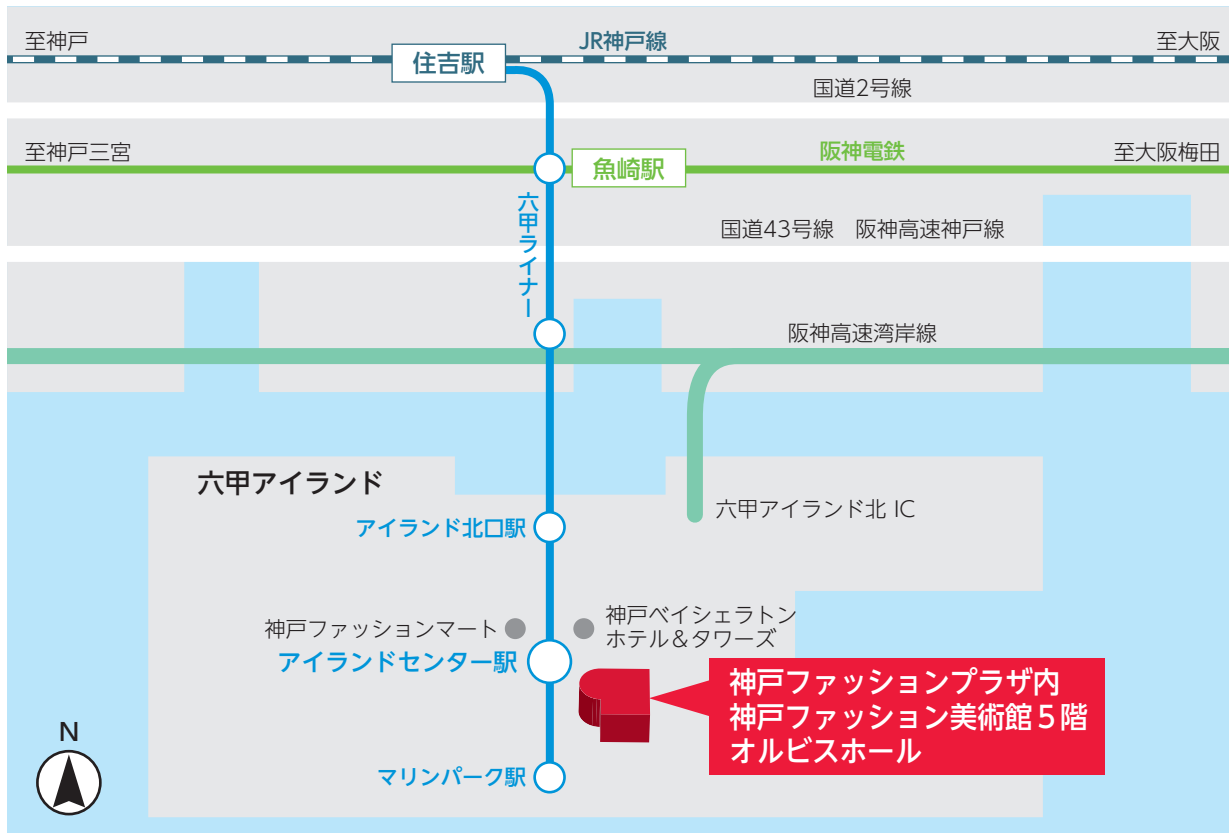 至神戸
JR神戸線
至大阪
住吉駅
国道2号線
至神戸三宮
阪神電鉄
至大阪梅田
魚崎駅
六甲ライナー
国道43号線　阪神高速神戸線
阪神高速湾岸線
六甲アイランド
六甲アイランド北 IC
アイランド北口駅
神戸ファッションマート
神戸ベイシェラトン
ホテル＆タワーズ
アイランドセンター駅
神戸ファッションプラザ内
神戸ファッション美術館５階
オルビスホール
N
マリンパーク駅